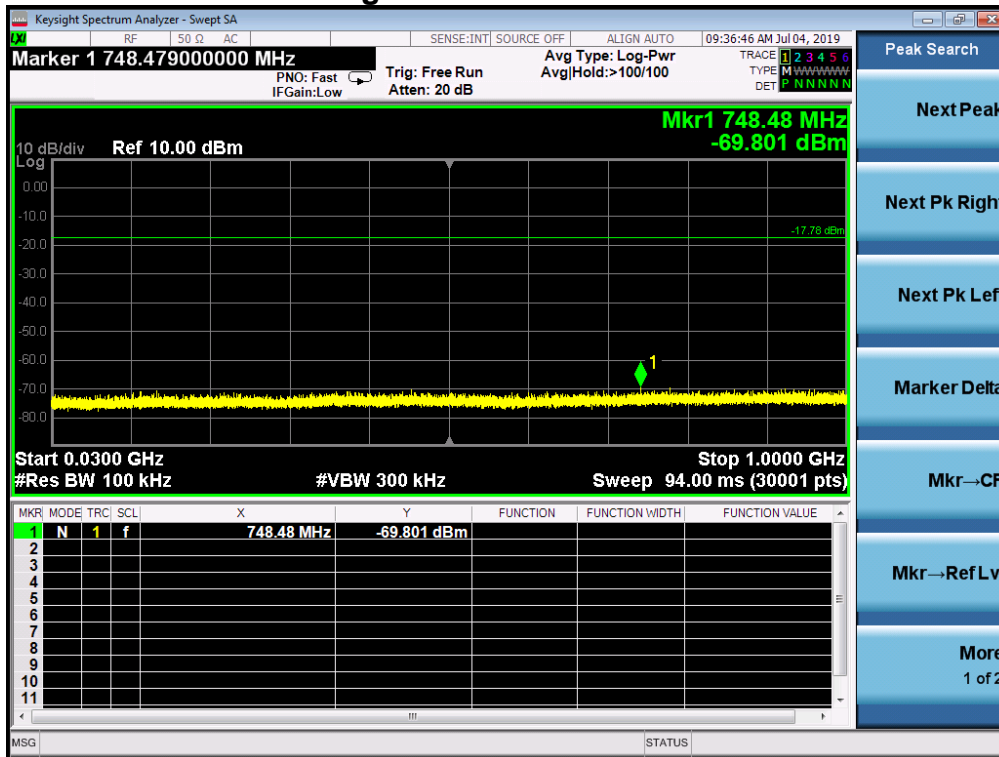 Keysight Spectrum Analyzer - Swept SA
LXI RF 50 Ω AC SENSE:INT SOURCE OFF ALIGN AUTO 09:36:46 AM Jul 04, 2019
Marker 1 748.479000000 MHz
PNO: Fast
IFGain:Low
Trig: Free Run
Atten: 20 dB
Avg Type: Log-Pwr
Avg|Hold:>100/100
TRACE 1 2 3 4 5 6
TYPE M WWWWW
DET P N N N N N
Mkr1 748.48 MHz
-69.801 dBm
10 dB/div Ref 10.00 dBm
Log
0.00
-10.0
-17.78 dBm
-20.0
-30.0
-40.0
-50.0
-60.0
1
-70.0
-80.0
Start 0.0300 GHz Stop 1.0000 GHz
#Res BW 100 kHz #VBW 300 kHz Sweep 94.00 ms (30001 pts)
MKR MODE TRC SCL X Y FUNCTION FUNCTION WIDTH FUNCTION VALUE
1 N 1 f 748.48 MHz -69.801 dBm
2
3
4
5
6
7
8
9
10
11
MSG STATUS
Peak Search
Next Peak
Next Pk Right
Next Pk Left
Marker Delta
Mkr→CF
Mkr→Ref Lv
More
1 of 2